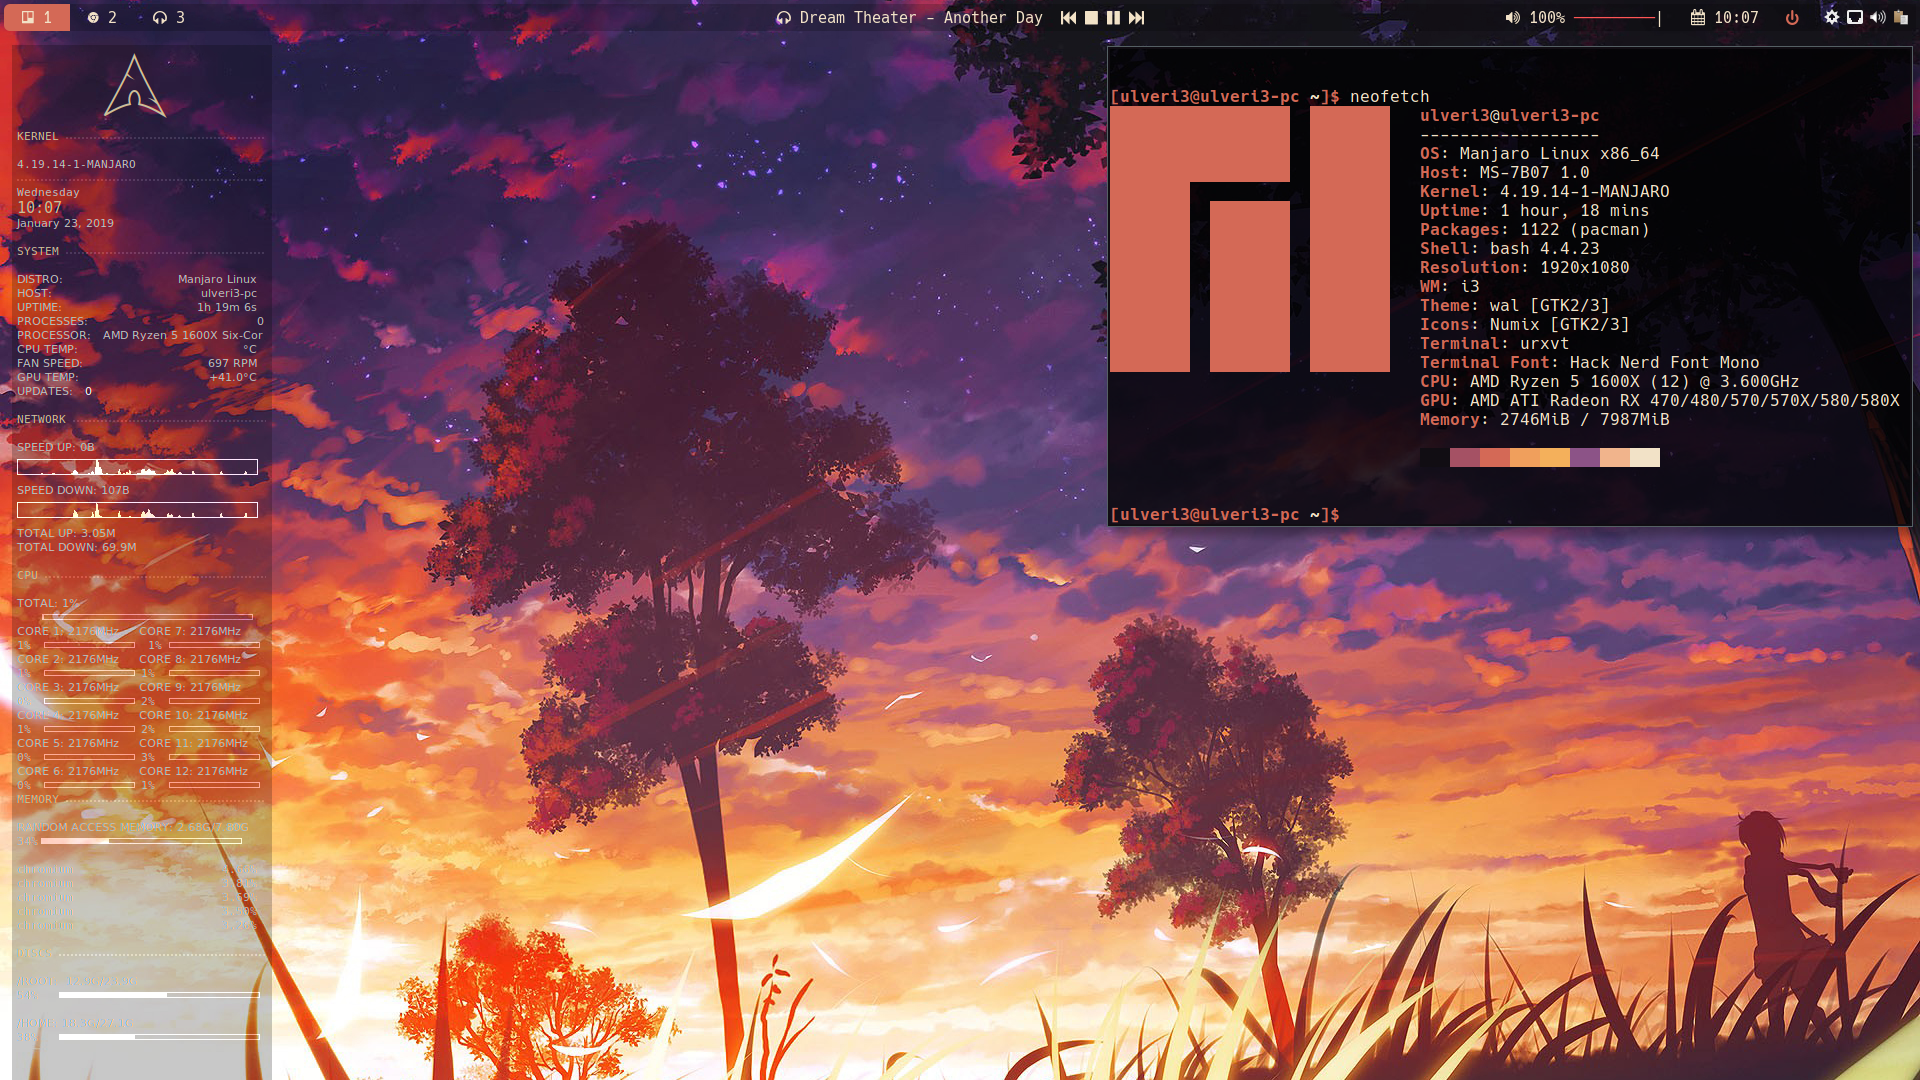 1 2 3
Dream Theater - Another Day
100% 10:07
KERNEL
4.19.14-1-MANJARO
Wednesday
10:07
January 23, 2019
SYSTEM
DISTRO: Manjaro Linux
HOST: ulveri3-pc
UPTIME: 1h 19m 6s
PROCESSES: 0
PROCESSOR: AMD Ryzen 5 1600X Six-Cor
CPU TEMP: °C
FAN SPEED: 697 RPM
GPU TEMP: +41.0°C
UPDATES: 0
NETWORK
SPEED UP: 0B
SPEED DOWN: 107B
TOTAL UP: 3.05M
TOTAL DOWN: 69.9M
CPU
TOTAL: 1%
CORE 1: 2176MHz CORE 7: 2176MHz
1% 1%
CORE 2: 2176MHz CORE 8: 2176MHz
1% 1%
CORE 3: 2176MHz CORE 9: 2176MHz
0% 2%
CORE 4: 2176MHz CORE 10: 2176MHz
1% 2%
CORE 5: 2176MHz CORE 11: 2176MHz
0% 3%
CORE 6: 2176MHz CORE 12: 2176MHz
0% 1%
MEMORY
RANDOM ACCESS MEMORY: 2.68G/7.80G
34%
chromium
chromium
chromium
chromium
chromium
[ulveri3@ulveri3-pc ~]$ neofetch
ulveri3@ulveri3-pc
------------------
OS: Manjaro Linux x86_64
Host: MS-7B07 1.0
Kernel: 4.19.14-1-MANJARO
Uptime: 1 hour, 18 mins
Packages: 1122 (pacman)
Shell: bash 4.4.23
Resolution: 1920x1080
WM: i3
Theme: wal [GTK2/3]
Icons: Numix [GTK2/3]
Terminal: urxvt
Terminal Font: Hack Nerd Font Mono
CPU: AMD Ryzen 5 1600X (12) @ 3.600GHz
GPU: AMD ATI Radeon RX 470/480/570/570X/580/580X
Memory: 2746MiB / 7987MiB
[ulveri3@ulveri3-pc ~]$